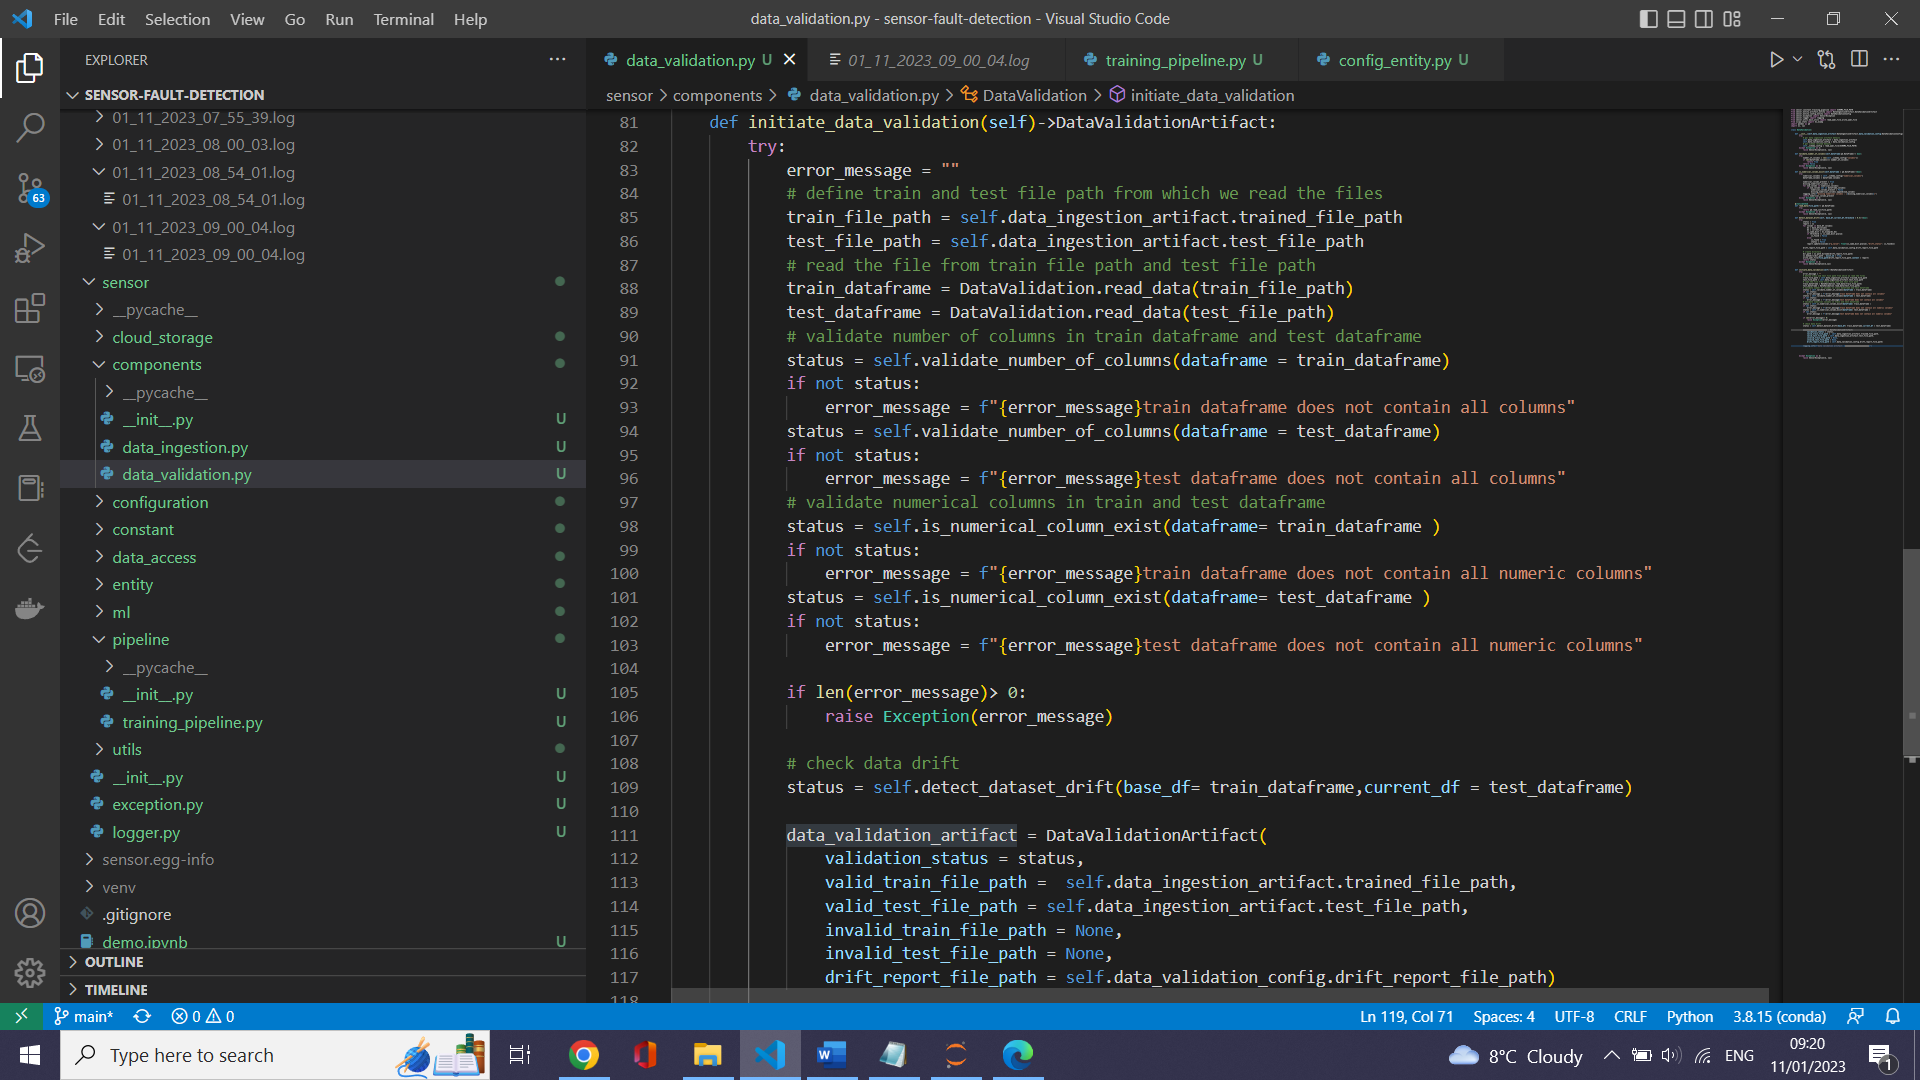 File Edit Selection View Go Run Terminal Help
data_validation.py - sensor-fault-detection - Visual Studio Code
EXPLORER
SENSOR-FAULT-DETECTION
01_11_2023_07_55_39.log
01_11_2023_08_00_03.log
01_11_2023_08_54_01.log
01_11_2023_08_54_01.log
01_11_2023_09_00_04.log
01_11_2023_09_00_04.log
sensor
__pycache__
cloud_storage
components
__pycache__
__init__.py U
data_ingestion.py U
data_validation.py U
configuration
constant
data_access
entity
ml
pipeline
__pycache__
__init__.py U
training_pipeline.py U
utils
__init__.py U
exception.py U
logger.py U
sensor.egg-info
venv
.gitignore
demo.ipynb U
OUTLINE
TIMELINE
63
data_validation.py U
01_11_2023_09_00_04.log
training_pipeline.py U
config_entity.py U
sensor > components > data_validation.py > DataValidation > initiate_data_validation
81 def initiate_data_validation(self)->DataValidationArtifact:
82 try:
83 error_message = ""
84 # define train and test file path from which we read the files
85 train_file_path = self.data_ingestion_artifact.trained_file_path
86 test_file_path = self.data_ingestion_artifact.test_file_path
87 # read the file from train file path and test file path
88 train_dataframe = DataValidation.read_data(train_file_path)
89 test_dataframe = DataValidation.read_data(test_file_path)
90 # validate number of columns in train dataframe and test dataframe
91 status = self.validate_number_of_columns(dataframe = train_dataframe)
92 if not status:
93 error_message = f"{error_message}train dataframe does not contain all columns"
94 status = self.validate_number_of_columns(dataframe = test_dataframe)
95 if not status:
96 error_message = f"{error_message}test dataframe does not contain all columns"
97 # validate numerical columns in train and test dataframe
98 status = self.is_numerical_column_exist(dataframe= train_dataframe )
99 if not status:
100 error_message = f"{error_message}train dataframe does not contain all numeric columns"
101 status = self.is_numerical_column_exist(dataframe= test_dataframe )
102 if not status:
103 error_message = f"{error_message}test dataframe does not contain all numeric columns"
104
105 if len(error_message)> 0:
106 raise Exception(error_message)
107
108 # check data drift
109 status = self.detect_dataset_drift(base_df= train_dataframe,current_df = test_dataframe)
110
111 data_validation_artifact = DataValidationArtifact(
112 validation_status = status,
113 valid_train_file_path =  self.data_ingestion_artifact.trained_file_path,
114 valid_test_file_path = self.data_ingestion_artifact.test_file_path,
115 invalid_train_file_path = None,
116 invalid_test_file_path = None,
117 drift_report_file_path = self.data_validation_config.drift_report_file_path)
118
main* 0 0
Ln 119, Col 71 Spaces: 4 UTF-8 CRLF Python 3.8.15 (conda)
Type here to search
8°C Cloudy
ENG
09:20
11/01/2023
1